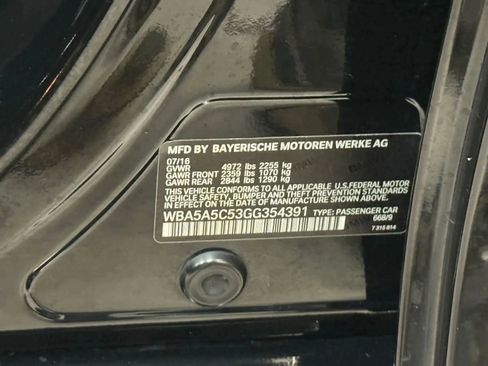 MFD BY BAYERISCHE MOTOREN WERKE AG
07/16
GVWR 4972 lbs 2255 kg
GAWR FRONT 2359 lbs 1070 kg
GAWR REAR 2844 lbs 1290 kg
THIS VEHICLE CONFORMS TO ALL APPLICABLE U.S.FEDERAL MOTOR
VEHICLE SAFETY, BUMPER AND THEFT PREVENTION STANDARDS
IN EFFECT ON THE DATE OF MANUFACTURE SHOWN ABOVE.
WBA5A5C53GG354391 TYPE: PASSENGER CAR
668/9
7 315 814